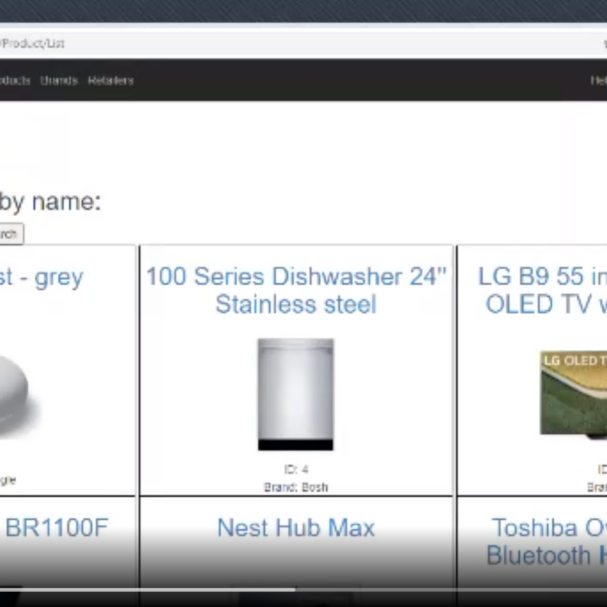 /Product/List
oducts Brands Retailers
Hel
by name:
rch
st - grey
100 Series Dishwasher 24"
Stainless steel
LG B9 55 in
OLED TV w
LG OLED T
ID: 4
Brand: Bosh
gle
ID
Bra
BR1100F
Nest Hub Max
Toshiba O
Bluetooth H